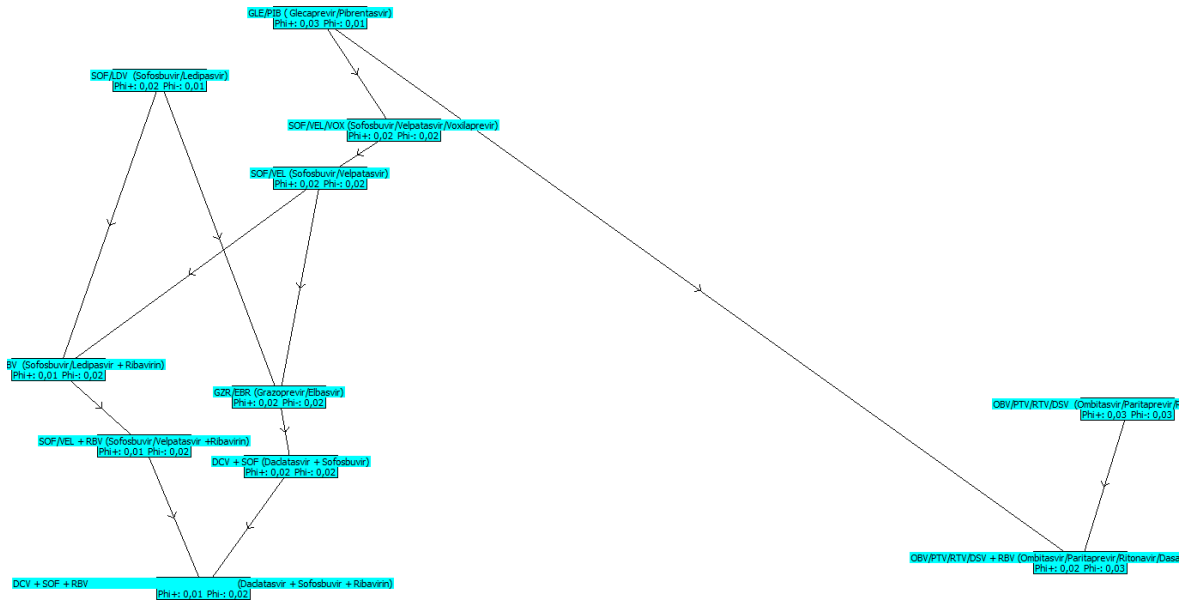 GLE/PIB ( Glecaprevir/Pibrentasvir)
Phi+: 0,03 Phi-: 0,01
SOF/LDV (Sofosbuvir/Ledipasvir)
Phi+: 0,02 Phi-: 0,01
SOF/VEL/VOX (Sofosbuvir/Velpatasvir/Voxilaprevir)
Phi+: 0,02 Phi-: 0,02
SOF/VEL (Sofosbuvir/Velpatasvir)
Phi+: 0,02 Phi-: 0,02
BV (Sofosbuvir/Ledipasvir + Ribavirin)
Phi+: 0,01 Phi-: 0,02
GZR/EBR (Grazoprevir/Elbasvir)
Phi+: 0,02 Phi-: 0,02
OBV/PTV/RTV/DSV (Ombitasvir/Paritaprevir/R
Phi+: 0,03 Phi-: 0,03
SOF/VEL + RBV (Sofosbuvir/Velpatasvir +Ribavirin)
Phi+: 0,01 Phi-: 0,02
DCV + SOF (Dadatasvir + Sofosbuvir)
Phi+: 0,02 Phi-: 0,02
OBV/PTV/RTV/DSV + RBV (Ombitasvir/Paritaprevir/Ritonavir/Dasa
Phi+: 0,02 Phi-: 0,03
DCV + SOF + RBV (Dadatasvir + Sofosbuvir + Ribavirin)
Phi+: 0,01 Phi-: 0,02